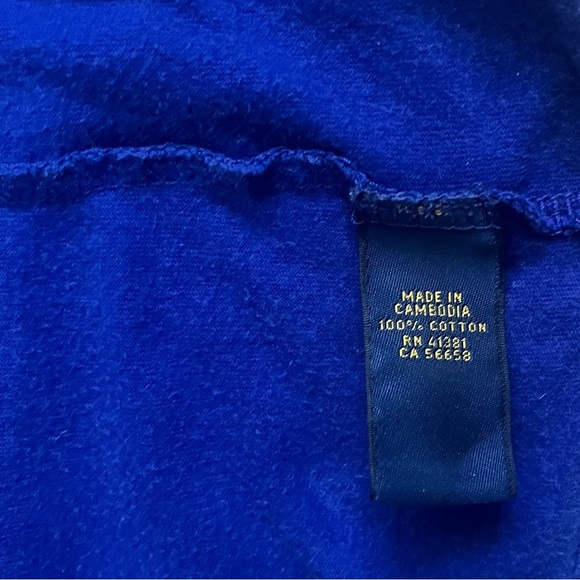 MADE IN
CAMBODIA
100% COTTON
RN 41381
CA 56658